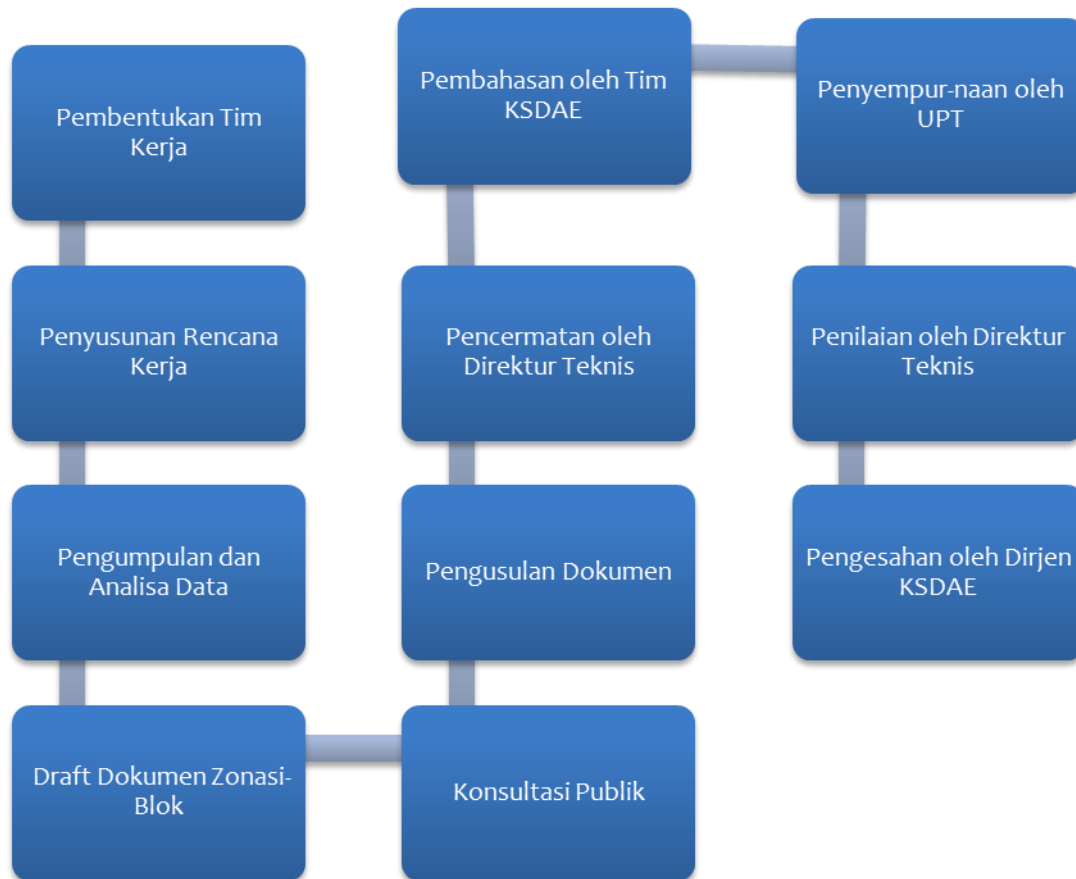 Pembentukan Tim
Kerja
Penyusunan Rencana
Kerja
Pengumpulan dan
Analisa Data
Draft Dokumen Zonasi-
Blok
Konsultasi Publik
Pengusulan Dokumen
Pencermatan oleh
Direktur Teknis
Pembahasan oleh Tim
KSDAE
Penyempur-naan oleh
UPT
Penilaian oleh Direktur
Teknis
Pengesahan oleh Dirjen
KSDAE